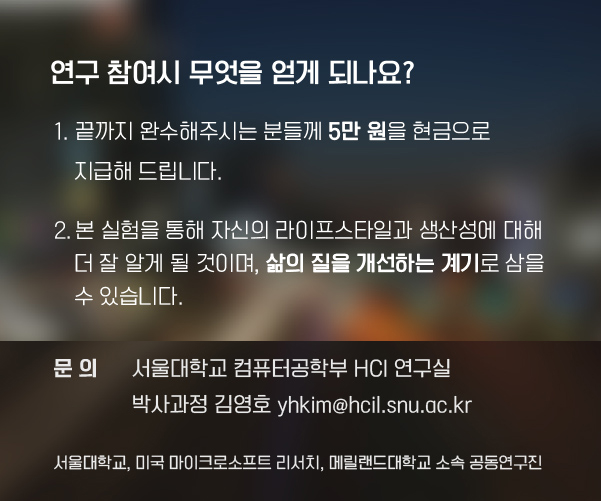 연구 참여시 무엇을 얻게 되나요?
1. 끝까지 완수해주시는 분들께 5만 원을 현금으로
지급해 드립니다.
2. 본 실험을 통해 자신의 라이프스타일과 생산성에 대해
더 잘 알게 될 것이며, 삶의 질을 개선하는 계기로 삼을
수 있습니다.
문 의 서울대학교 컴퓨터공학부 HCI 연구실
박사과정 김영호 yhkim@hcil.snu.ac.kr
서울대학교, 미국 마이크로소프트 리서치, 메릴랜드대학교 소속 공동연구진